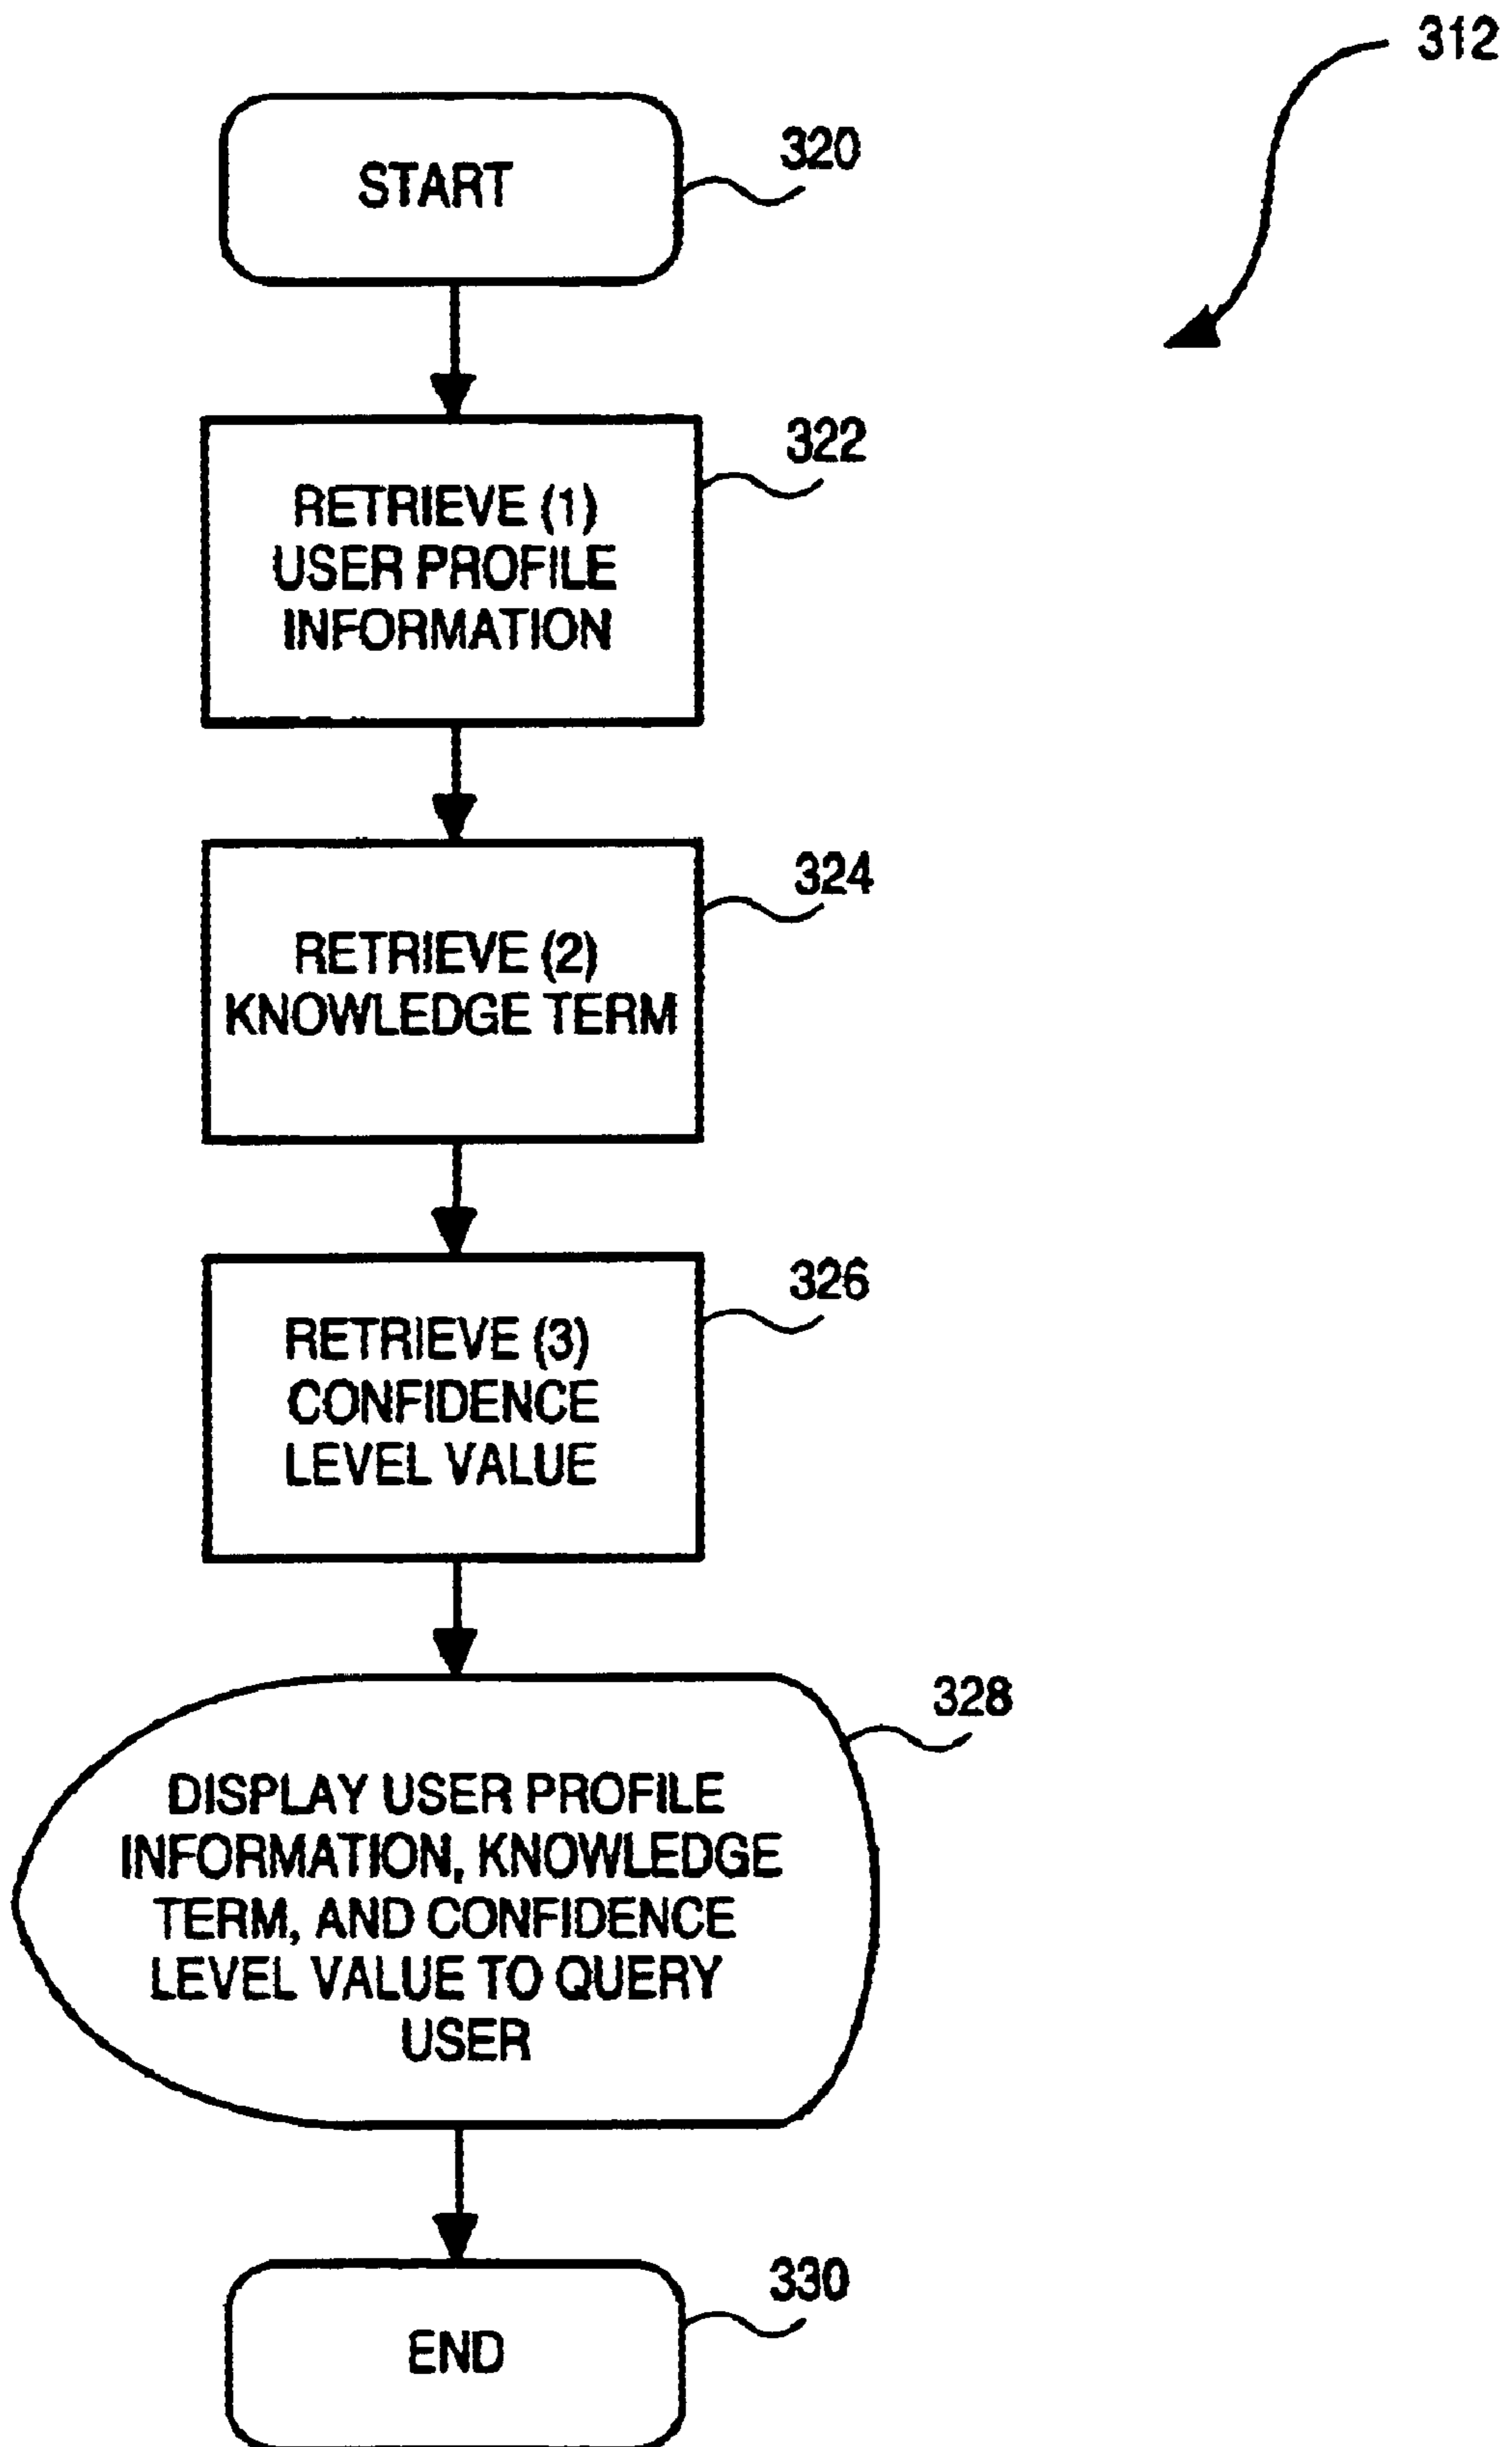 312
START
320
RETRIEVE (1)
USER PROFILE
INFORMATION
322
RETRIEVE (2)
KNOWLEDGE TERM
324
RETRIEVE (3)
CONFIDENCE
LEVEL VALUE
326
DISPLAY USER PROFILE
INFORMATION, KNOWLEDGE
TERM, AND CONFIDENCE
LEVEL VALUE TO QUERY
USER
328
END
330